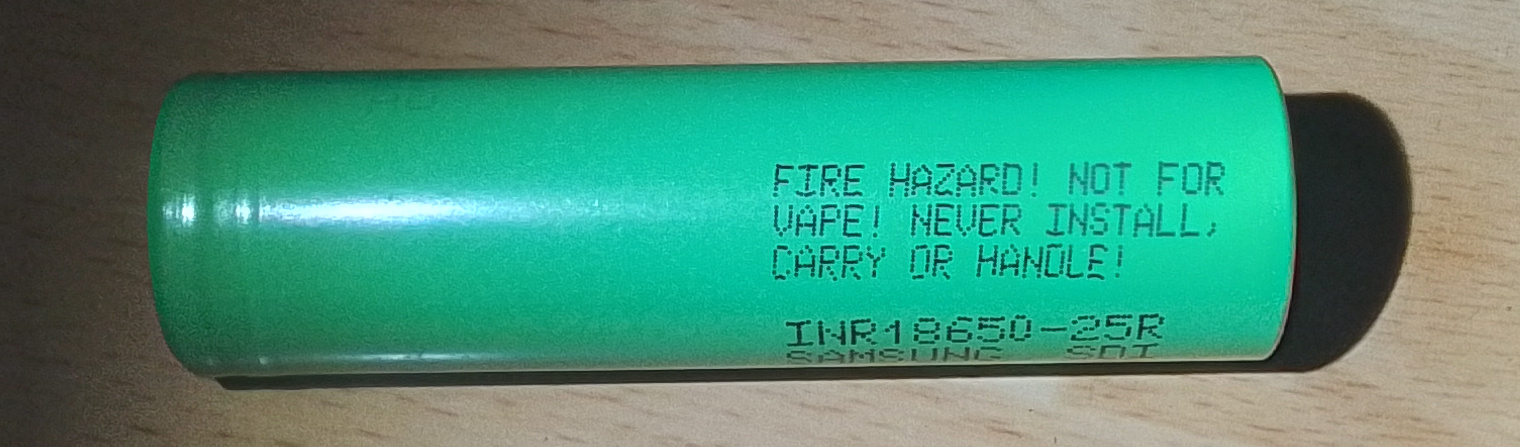 FIRE HAZARD! NOT FOR
VAPE! NEVER INSTALL,
CARRY OR HANDLE!
INR18650-25R
SAMSUNG SDI